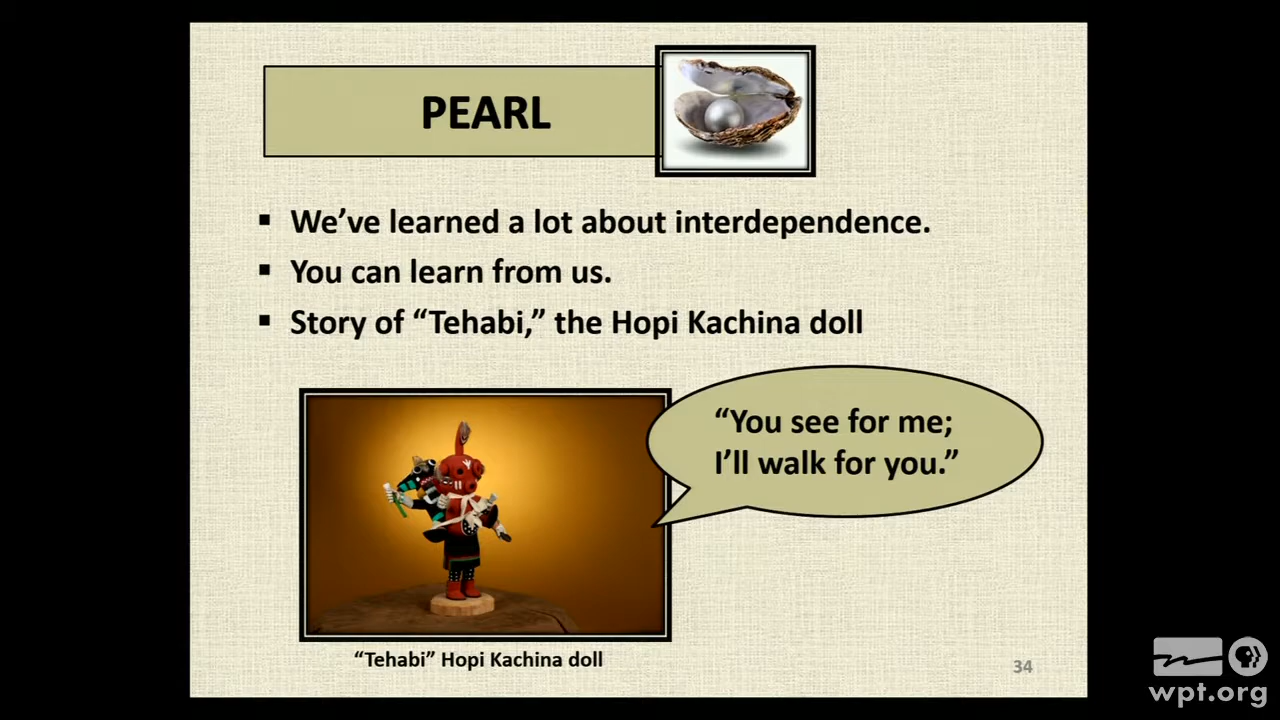 PEARL
▪ We've learned a lot about interdependence.
▪ You can learn from us.
▪ Story of “Tehabi,” the Hopi Kachina doll
“You see for me;
I'll walk for you.”
“Tehabi” Hopi Kachina doll
34
wpt.org